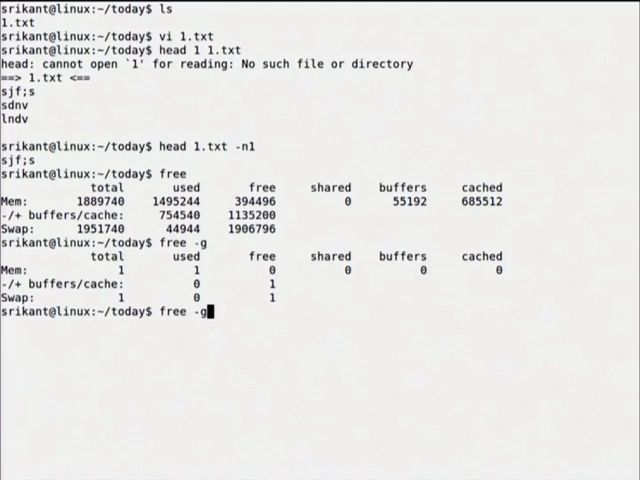 srikant@linux:~/today$ ls
1.txt
srikant@linux:~/today$ vi 1.txt
srikant@linux:~/today$ head 1 1.txt
head: cannot open `1' for reading: No such file or directory
==> 1.txt <==
sjf;s
sdnv
lndv
srikant@linux:~/today$ head 1.txt -n1
sjf;s
srikant@linux:~/today$ free
total used free shared buffers cached
Mem: 1889740 1495244 394496 0 55192 685512
-/+ buffers/cache: 754540 1135200
Swap: 1951740 44944 1906796
srikant@linux:~/today$ free -g
total used free shared buffers cached
Mem: 1 1 0 0 0 0
-/+ buffers/cache: 0 1
Swap: 1 0 1
srikant@linux:~/today$ free -g